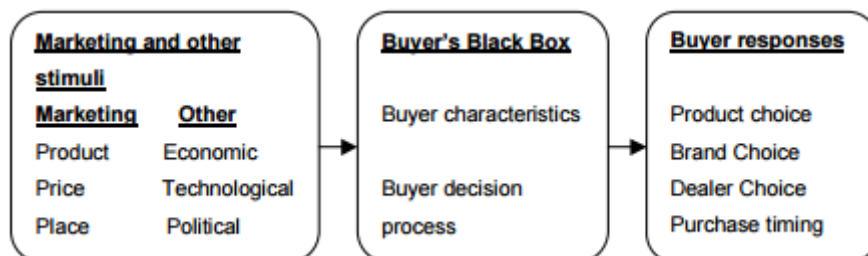 Marketing and other
stimuli
Marketing Other
Product Economic
Price Technological
Place Political
Buyer's Black Box
Buyer characteristics
Buyer decision
process
Buyer responses
Product choice
Brand Choice
Dealer Choice
Purchase timing